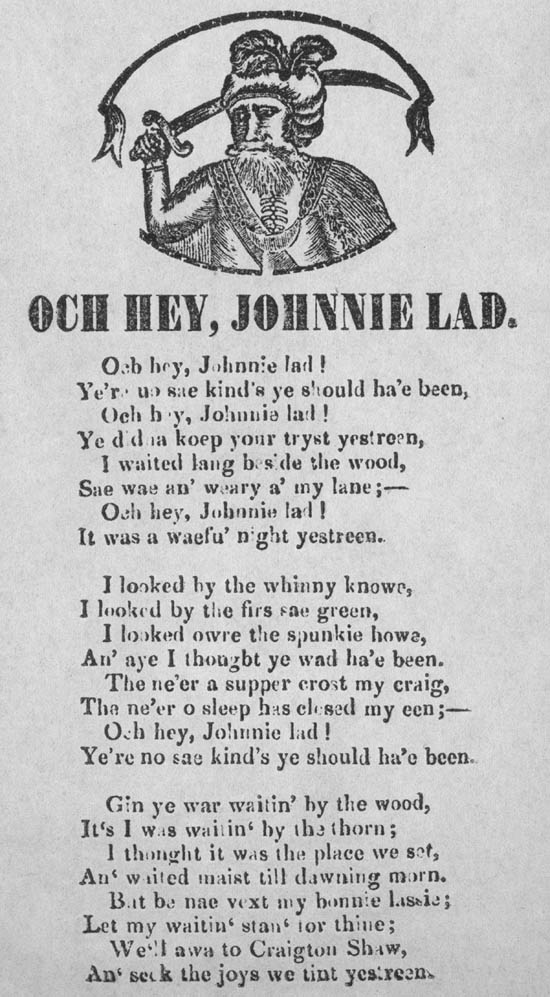 OCH HEY, JOHNNIE LAD.
Och hey, Johnnie lad!
Ye're no sae kind's ye should ha'e been,
Och hey, Johnnie lad!
Ye didna keep your tryst yestreen,
I waited lang beside the wood,
Sae wae an' weary a' my lane;—
Och hey, Johnnie lad!
It was a waefu' night yestreen.
I looked by the whinny knowe,
I looked by the firs sae green,
I looked owre the spunkie howe,
An' aye I thought ye wad ha'e been.
The ne'er a supper crost my craig,
The ne'er o sleep has closed my een;—
Och hey, Johnnie lad!
Ye're no sae kind's ye should ha'e been.
Gin ye war waitin' by the wood,
It‘s I was waitin‘ by the thorn;
I thought it was the place we set,
An‘ waited maist till dawning morn.
But be nae vext my bonnie lassie;
Let my waitin‘ stan‘ for thine;
We‘ll awa to Craigton Shaw,
An‘ seek the joys we tint yestreen.